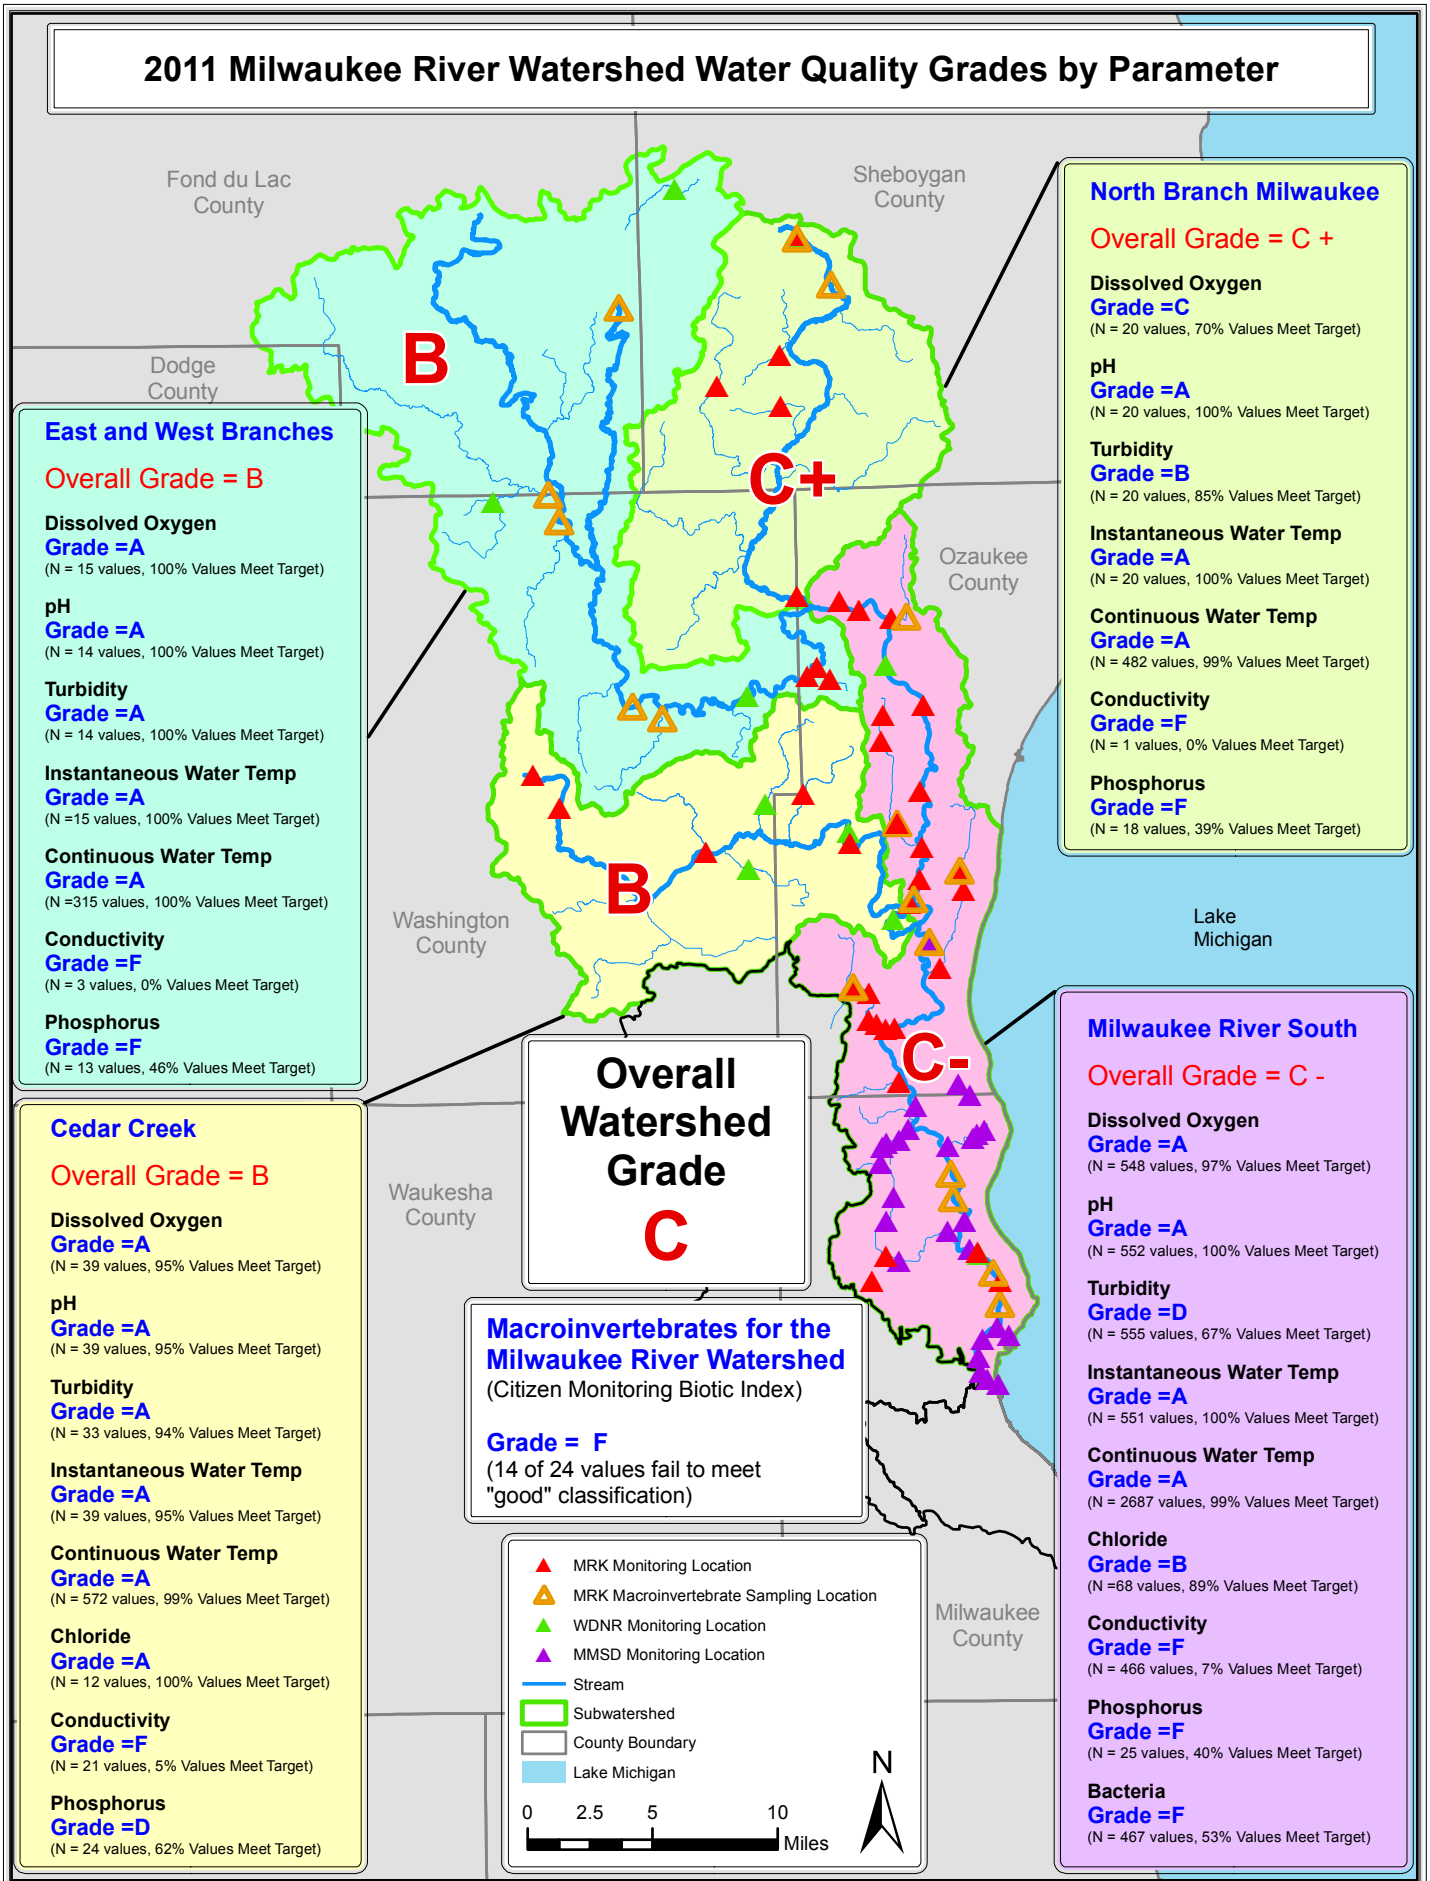 2011 Milwaukee River Watershed Water Quality Grades by Parameter
Fond du Lac
County
Sheboygan
County
Dodge
County
Ozaukee
County
Washington
County
Waukesha
County
Milwaukee
County
Lake
Michigan
B
C+
B
C-
North Branch Milwaukee
Overall Grade = C +
Dissolved Oxygen
Grade =C
(N = 20 values, 70% Values Meet Target)
pH
Grade =A
(N = 20 values, 100% Values Meet Target)
Turbidity
Grade =B
(N = 20 values, 85% Values Meet Target)
Instantaneous Water Temp
Grade =A
(N = 20 values, 100% Values Meet Target)
Continuous Water Temp
Grade =A
(N = 482 values, 99% Values Meet Target)
Conductivity
Grade =F
(N = 1 values, 0% Values Meet Target)
Phosphorus
Grade =F
(N = 18 values, 39% Values Meet Target)
East and West Branches
Overall Grade = B
Dissolved Oxygen
Grade =A
(N = 15 values, 100% Values Meet Target)
pH
Grade =A
(N = 14 values, 100% Values Meet Target)
Turbidity
Grade =A
(N = 14 values, 100% Values Meet Target)
Instantaneous Water Temp
Grade =A
(N =15 values, 100% Values Meet Target)
Continuous Water Temp
Grade =A
(N =315 values, 100% Values Meet Target)
Conductivity
Grade =F
(N = 3 values, 0% Values Meet Target)
Phosphorus
Grade =F
(N = 13 values, 46% Values Meet Target)
Cedar Creek
Overall Grade = B
Dissolved Oxygen
Grade =A
(N = 39 values, 95% Values Meet Target)
pH
Grade =A
(N = 39 values, 95% Values Meet Target)
Turbidity
Grade =A
(N = 33 values, 94% Values Meet Target)
Instantaneous Water Temp
Grade =A
(N = 39 values, 95% Values Meet Target)
Continuous Water Temp
Grade =A
(N = 572 values, 99% Values Meet Target)
Chloride
Grade =A
(N = 12 values, 100% Values Meet Target)
Conductivity
Grade =F
(N = 21 values, 5% Values Meet Target)
Phosphorus
Grade =D
(N = 24 values, 62% Values Meet Target)
Overall
Watershed
Grade
C
Macroinvertebrates for the
Milwaukee River Watershed
(Citizen Monitoring Biotic Index)
Grade = F
(14 of 24 values fail to meet
"good" classification)
MRK Monitoring Location
MRK Macroinvertebrate Sampling Location
WDNR Monitoring Location
MMSD Monitoring Location
Stream
Subwatershed
County Boundary
Lake Michigan
0 2.5 5 10
Miles
N
Milwaukee River South
Overall Grade = C -
Dissolved Oxygen
Grade =A
(N = 548 values, 97% Values Meet Target)
pH
Grade =A
(N = 552 values, 100% Values Meet Target)
Turbidity
Grade =D
(N = 555 values, 67% Values Meet Target)
Instantaneous Water Temp
Grade =A
(N = 551 values, 100% Values Meet Target)
Continuous Water Temp
Grade =A
(N = 2687 values, 99% Values Meet Target)
Chloride
Grade =B
(N =68 values, 89% Values Meet Target)
Conductivity
Grade =F
(N = 466 values, 7% Values Meet Target)
Phosphorus
Grade =F
(N = 25 values, 40% Values Meet Target)
Bacteria
Grade =F
(N = 467 values, 53% Values Meet Target)